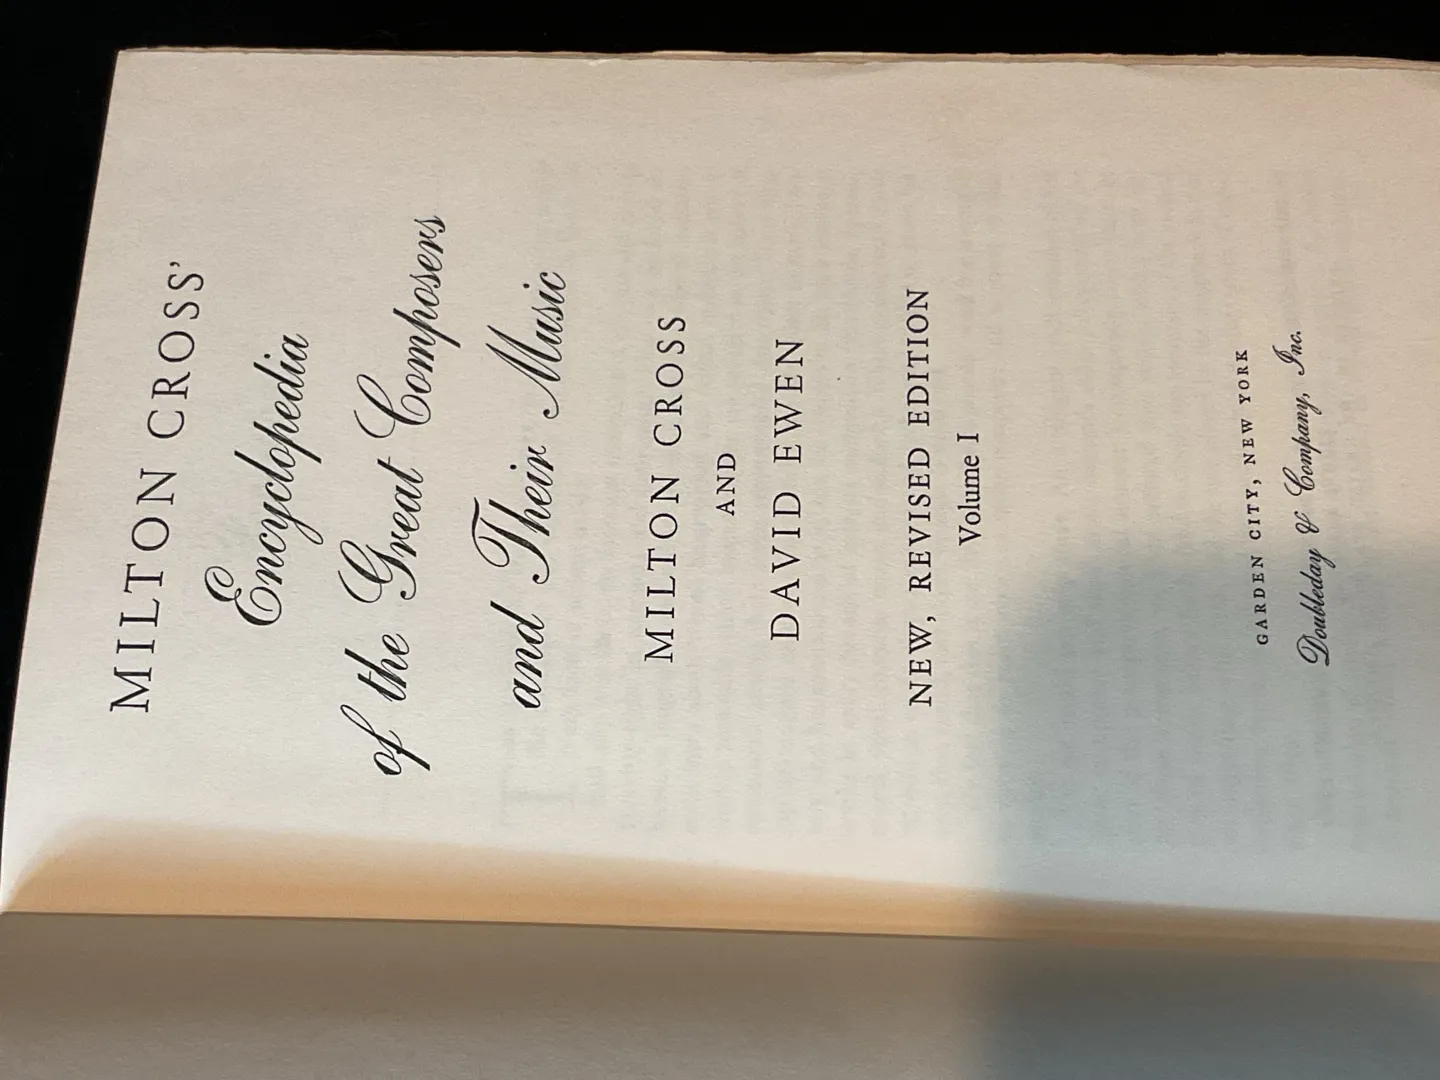 MILTON CROSS'
Encyclopedia
of the Great Composers
and Their Music
MILTON CROSS
AND
DAVID EWEN
NEW, REVISED EDITION
Volume I
GARDEN CITY, NEW YORK
Doubleday & Company, Inc.